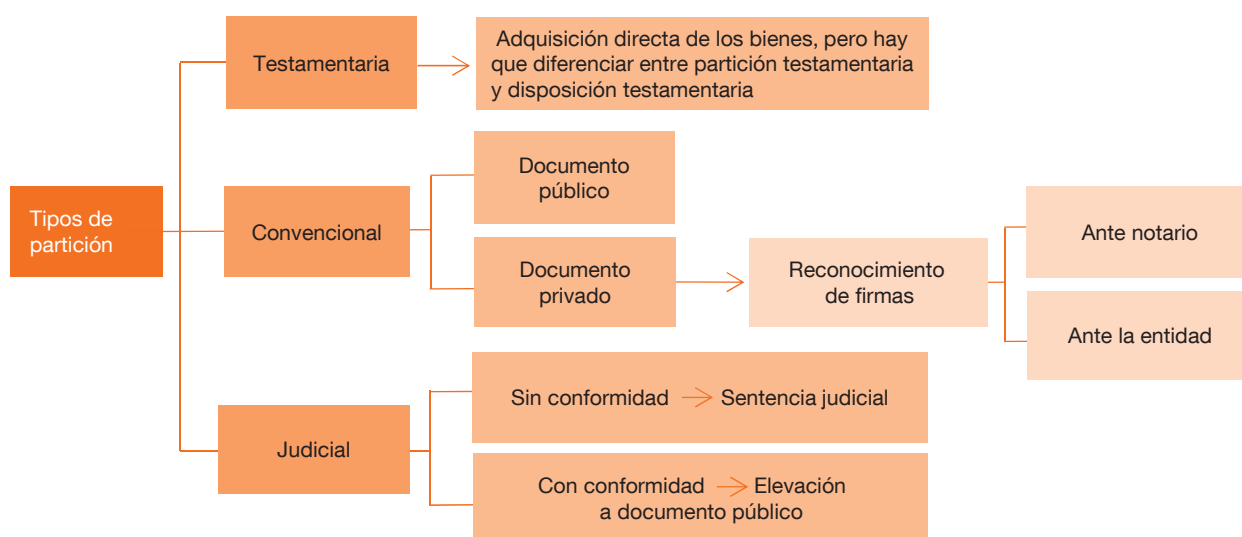 Tipos de
partición
Testamentaria
Adquisición directa de los bienes, pero hay
que diferenciar entre partición testamentaria
y disposición testamentaria
Convencional
Documento
público
Documento
privado
Reconocimiento
de firmas
Ante notario
Ante la entidad
Judicial
Sin conformidad → Sentencia judicial
Con conformidad → Elevación
a documento público